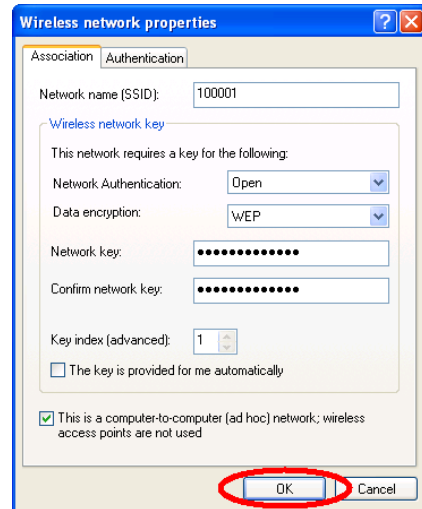 Wireless network properties
Association Authentication
Network name (SSID): 100001
Wireless network key
This network requires a key for the following:
Network Authentication: Open
Data encryption: WEP
Network key: •••••••••••••
Confirm network key: •••••••••••••
Key index (advanced): 1
The key is provided for me automatically
This is a computer-to-computer (ad hoc) network; wireless
access points are not used
OK Cancel